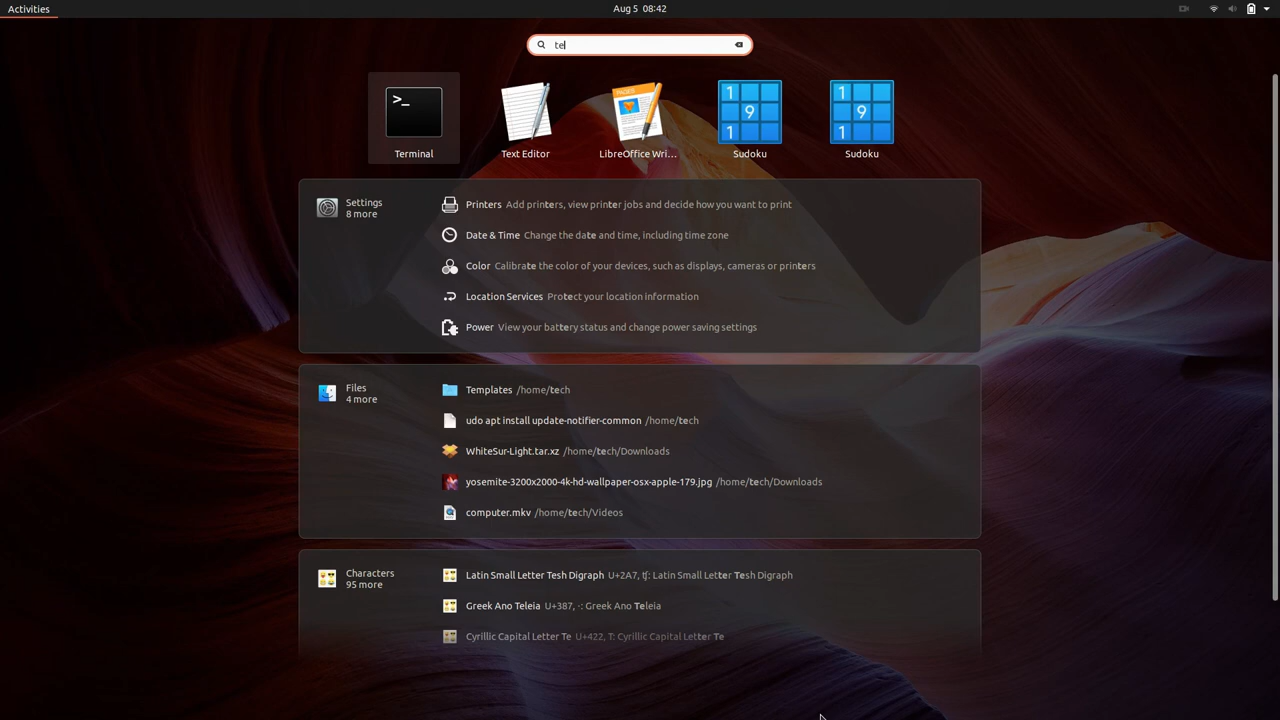 Activities
Aug 5 08:42
te
Terminal
Text Editor
LibreOffice Wri...
Sudoku
Sudoku
Settings
8 more
Printers Add printers, view printer jobs and decide how you want to print
Date & Time Change the date and time, including time zone
Color Calibrate the color of your devices, such as displays, cameras or printers
Location Services Protect your location information
Power View your battery status and change power saving settings
Files
4 more
Templates /home/tech
udo apt install update-notifier-common /home/tech
WhiteSur-Light.tar.xz /home/tech/Downloads
yosemite-3200x2000-4k-hd-wallpaper-osx-apple-179.jpg /home/tech/Downloads
computer.mkv /home/tech/Videos
Characters
95 more
Latin Small Letter Tesh Digraph U+2A7, ʧ: Latin Small Letter Tesh Digraph
Greek Ano Teleia U+387, ·: Greek Ano Teleia
Cyrillic Capital Letter Te U+422, Т: Cyrillic Capital Letter Te